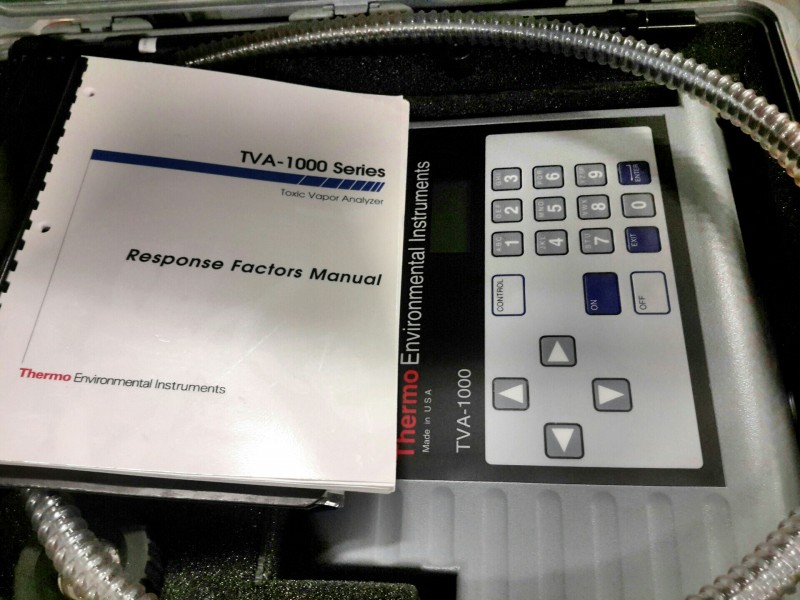 TVA-1000 Series
Toxic Vapor Analyzer
Response Factors Manual
Thermo Environmental Instruments
Thermo Environmental Instruments
Made in USA
TVA-1000
1
2
3
4
5
6
7
8
9
EXIT
0
ENTER
CONTROL
ON
OFF